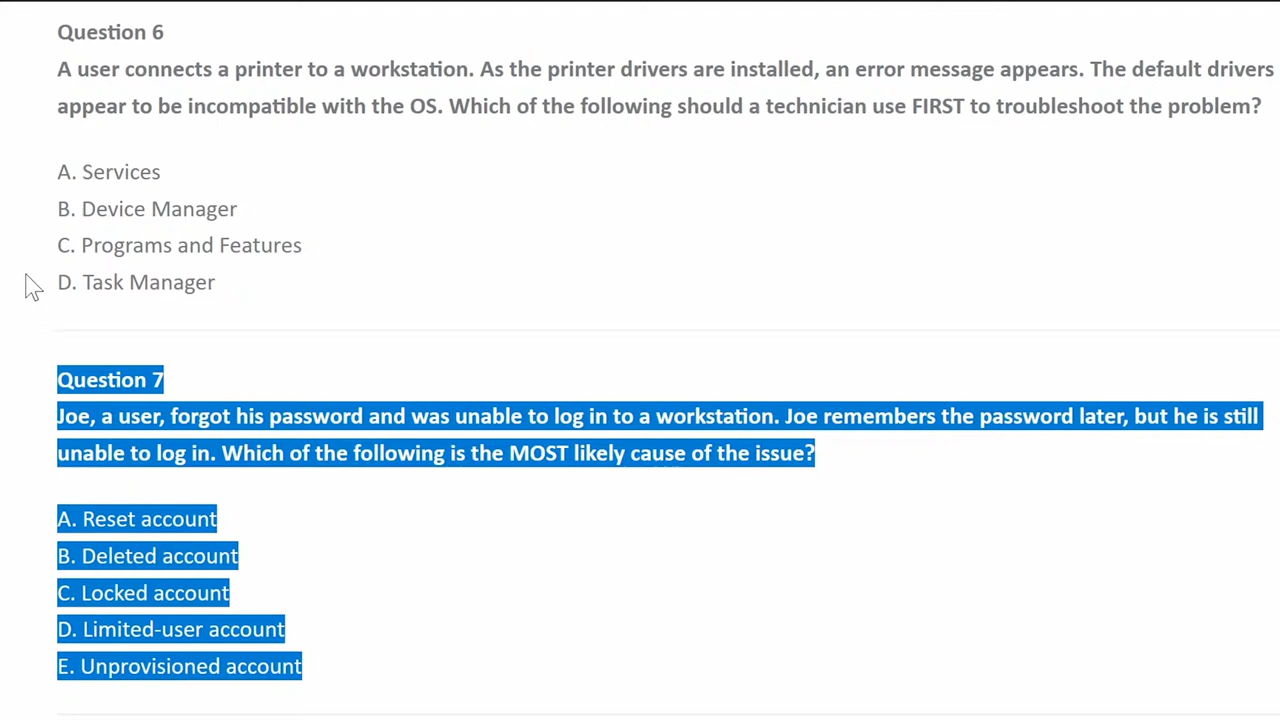 Question 6
A user connects a printer to a workstation. As the printer drivers are installed, an error message appears. The default drivers
appear to be incompatible with the OS. Which of the following should a technician use FIRST to troubleshoot the problem?
A. Services
B. Device Manager
C. Programs and Features
D. Task Manager
Question 7
Joe, a user, forgot his password and was unable to log in to a workstation. Joe remembers the password later, but he is still
unable to log in. Which of the following is the MOST likely cause of the issue?
A. Reset account
B. Deleted account
C. Locked account
D. Limited-user account
E. Unprovisioned account